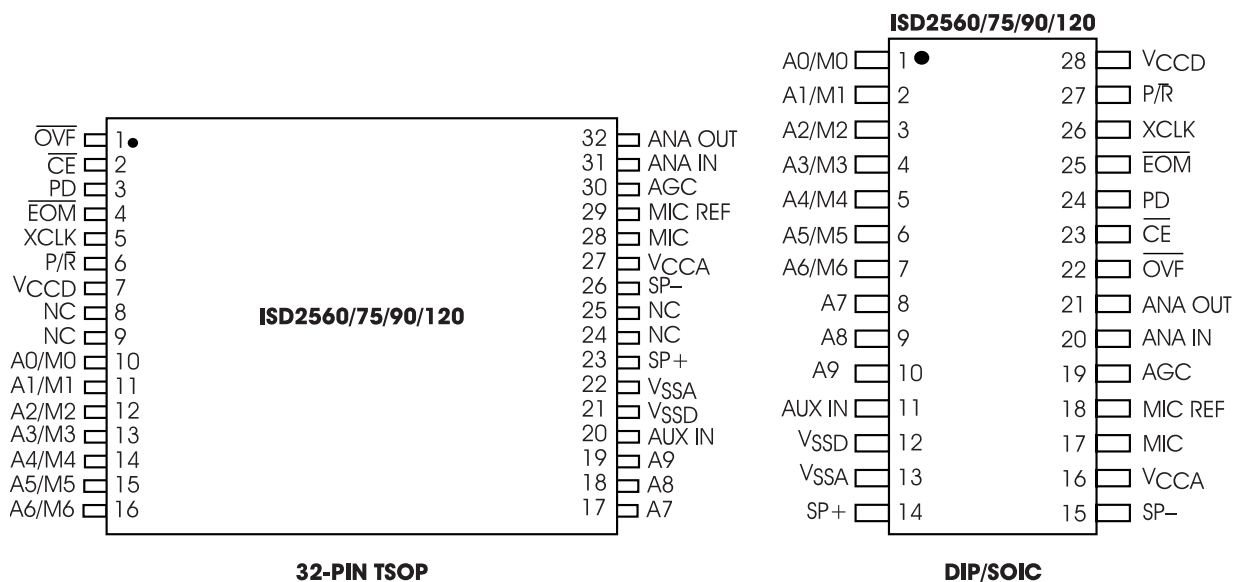 ISD2560/75/90/120
A0/M0 1 28 VCCD
A1/M1 2 27 P/R̅
A2/M2 3 26 XCLK
A3/M3 4 25 E̅O̅M̅
A4/M4 5 24 PD
A5/M5 6 23 C̅E̅
A6/M6 7 22 O̅V̅F̅
A7 8 21 ANA OUT
A8 9 20 ANA IN
A9 10 19 AGC
AUX IN 11 18 MIC REF
VSSD 12 17 MIC
VSSA 13 16 VCCA
SP+ 14 15 SP–
DIP/SOIC
O̅V̅F̅ 1 32 ANA OUT
C̅E̅ 2 31 ANA IN
PD 3 30 AGC
E̅O̅M̅ 4 29 MIC REF
XCLK 5 28 MIC
P/R̅ 6 27 VCCA
VCCD 7 26 SP–
NC 8 25 NC
NC 9 24 NC
A0/M0 10 23 SP+
A1/M1 11 22 VSSA
A2/M2 12 21 VSSD
A3/M3 13 20 AUX IN
A4/M4 14 19 A9
A5/M5 15 18 A8
A6/M6 16 17 A7
ISD2560/75/90/120
32-PIN TSOP